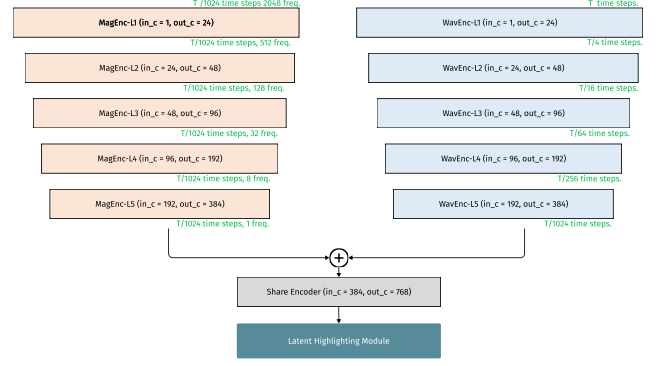 T /1024 time steps 2048 freq.
MagEnc-L1 (in_c = 1, out_c = 24)
T/1024 time steps, 512 freq.
MagEnc-L2 (in_c = 24, out_c = 48)
T/1024 time steps, 128 freq.
MagEnc-L3 (in_c = 48, out_c = 96)
T/1024 time steps, 32 freq.
MagEnc-L4 (in_c = 96, out_c = 192)
T/1024 time steps, 8 freq.
MagEnc-L5 (in_c = 192, out_c = 384)
T/1024 time steps, 1 freq.
T time steps.
WavEnc-L1 (in_c = 1, out_c = 24)
T/4 time steps.
WavEnc-L2 (in_c = 24, out_c = 48)
T/16 time steps.
WavEnc-L3 (in_c = 48, out_c = 96)
T/64 time steps.
WavEnc-L4 (in_c = 96, out_c = 192)
T/256 time steps.
WavEnc-L5 (in_c = 192, out_c = 384)
T/1024 time steps.
+
Share Encoder (in_c = 384, out_c = 768)
Latent Highlighting Module